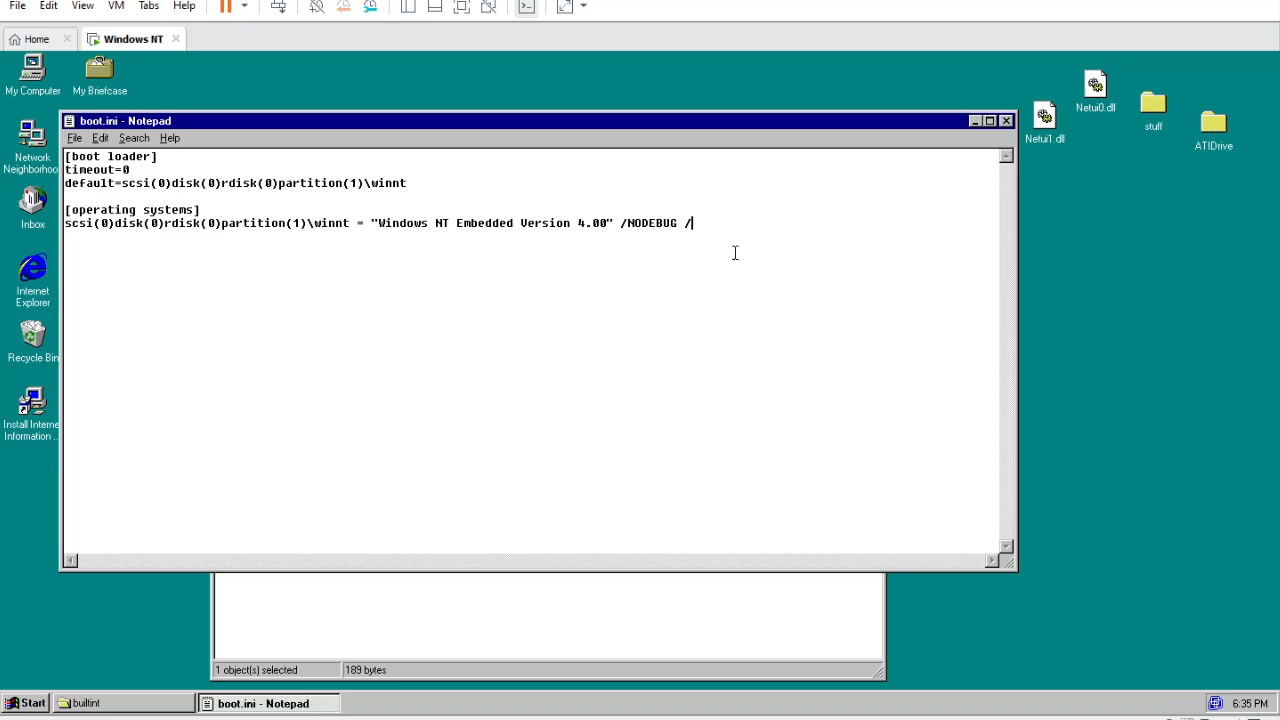 File Edit View VM Tabs Help
Home Windows NT
My Computer
My Briefcase
Network
Neighborhoo
Inbox
Internet
Explorer
Recycle Bin
Install Interne
Information ...
Netui0.dll
Netui1.dll
stuff
ATIDrive
boot.ini - Notepad
File Edit Search Help
[boot loader]
timeout=0
default=scsi(0)disk(0)rdisk(0)partition(1)\winnt
[operating systems]
scsi(0)disk(0)rdisk(0)partition(1)\winnt = "Windows NT Embedded Version 4.00" /NODEBUG /
1 object(s) selected 189 bytes
Start builtint boot.ini - Notepad 6:35 PM